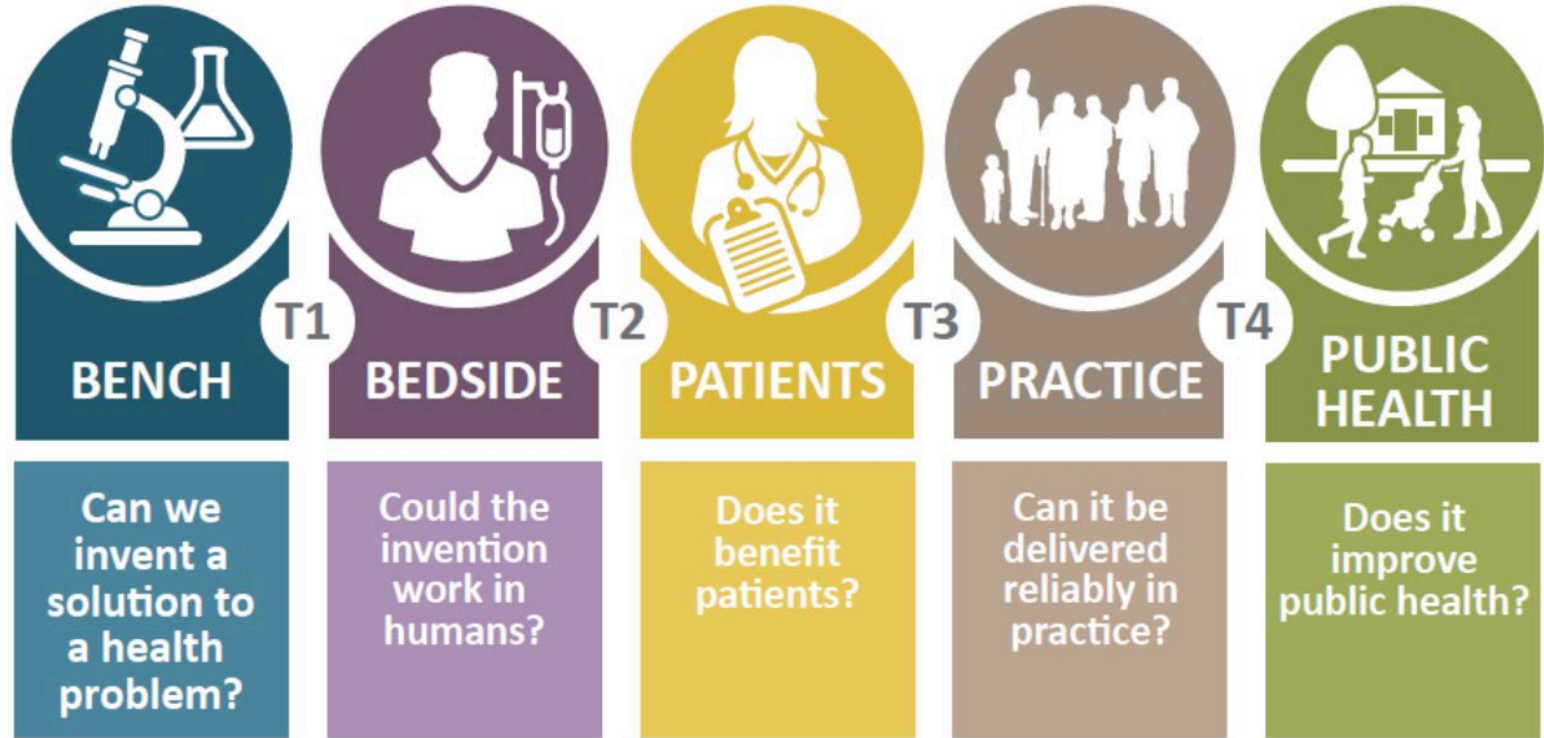 BENCH
T1
BEDSIDE
T2
PATIENTS
T3
PRACTICE
T4
PUBLIC
HEALTH
Can we
invent a
solution to
a health
problem?
Could the
invention
work in
humans?
Does it
benefit
patients?
Can it be
delivered
reliably in
practice?
Does it
improve
public health?